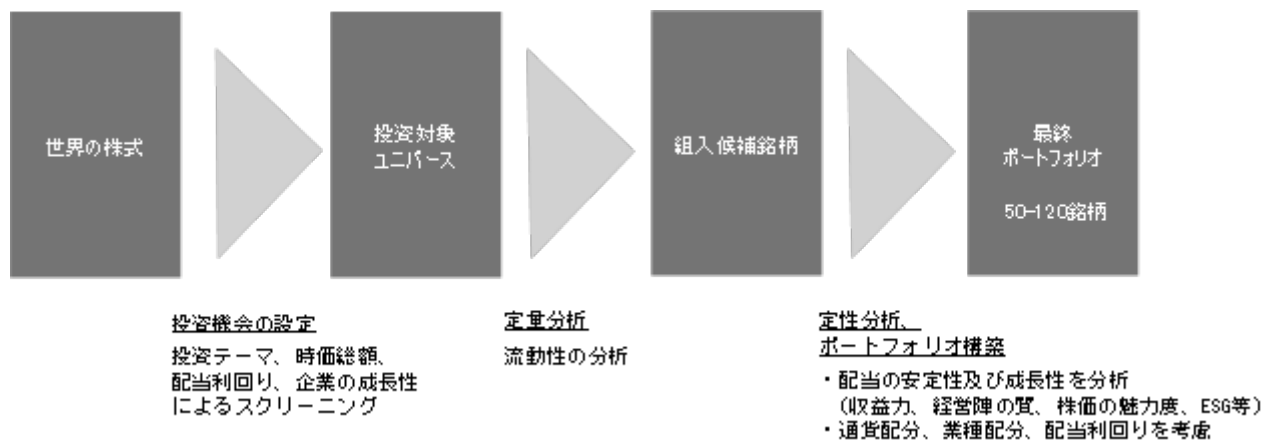 世界の株式
投資対象
ユニバース
組入候補銘柄
最終
ポートフォリオ
50-120銘柄
投資機会の設定
投資テーマ、時価総額、
配当利回り、企業の成長性
によるスクリーニング
定量分析
流動性の分析
定性分析、
ポートフォリオ構築
・配当の安定性及び成長性を分析
（収益力、経営陣の質、株価の魅力度、ESG等）
・通貨配分、業種配分、配当利回りを考慮